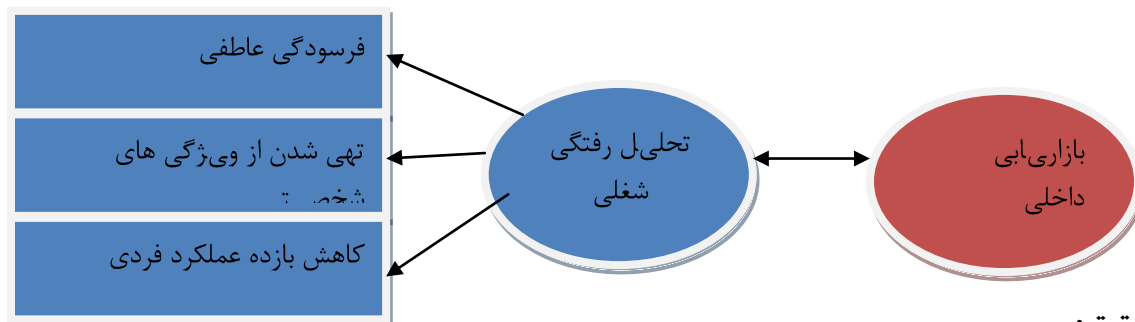 فرسودگی عاطفی
تهی شدن از ویژگی های
کاهش بازده عملکرد فردی
تحلیل رفتگی
شغلی
بازاریابی
داخلی